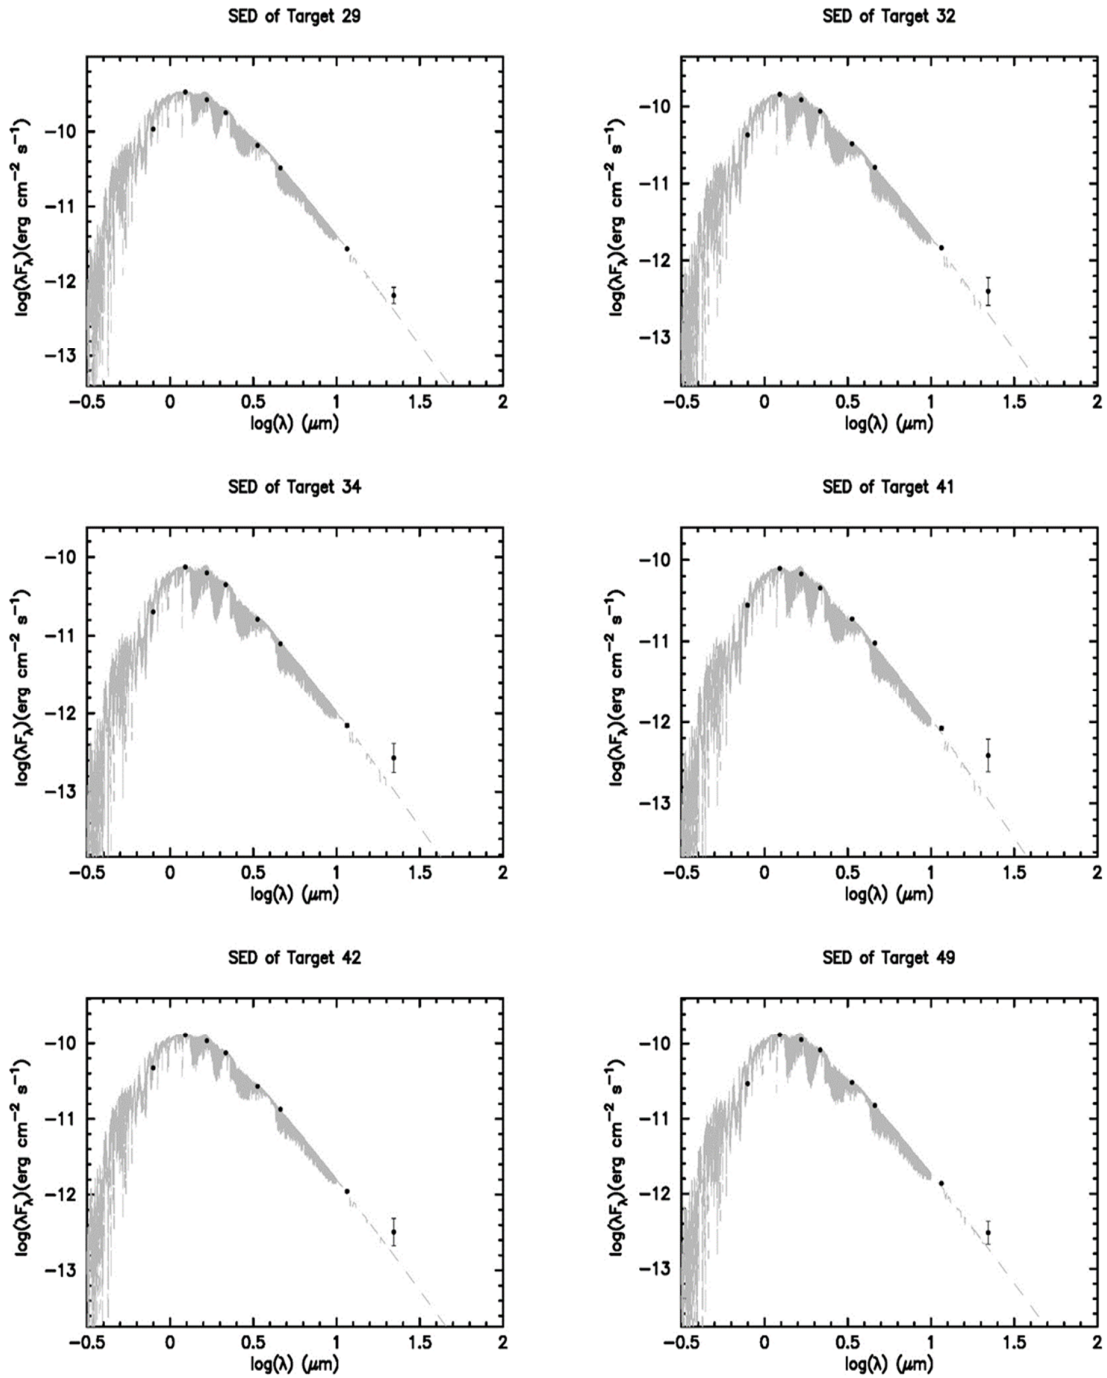 SED of Target 29
SED of Target 32
−10
−11
−12
−13
log(λFλ)(erg cm−2 s−1)
−0.5 0 0.5 1 1.5 2
log(λ) (μm)
−10
−11
−12
−13
log(λFλ)(erg cm−2 s−1)
−0.5 0 0.5 1 1.5 2
log(λ) (μm)
SED of Target 34
SED of Target 41
−10
−11
−12
−13
log(λFλ)(erg cm−2 s−1)
−0.5 0 0.5 1 1.5 2
log(λ) (μm)
−10
−11
−12
−13
log(λFλ)(erg cm−2 s−1)
−0.5 0 0.5 1 1.5 2
log(λ) (μm)
SED of Target 42
SED of Target 49
−10
−11
−12
−13
log(λFλ)(erg cm−2 s−1)
−0.5 0 0.5 1 1.5 2
log(λ) (μm)
−10
−11
−12
−13
log(λFλ)(erg cm−2 s−1)
−0.5 0 0.5 1 1.5 2
log(λ) (μm)